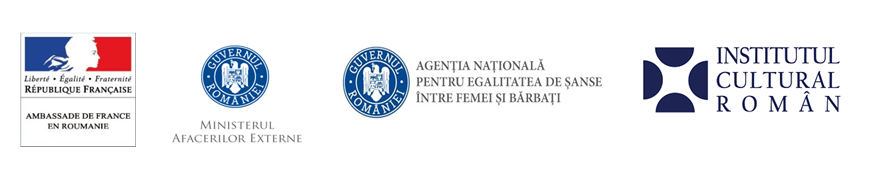 Liberté • Égalité • Fraternité
RÉPUBLIQUE FRANÇAISE
AMBASSADE DE FRANCE
EN ROUMANIE
GUVERNUL
ROMÂNIEI
MINISTERUL
AFACERILOR EXTERNE
GUVERNUL
ROMÂNIEI
AGENȚIA NAȚIONALĂ
PENTRU EGALITATEA DE ȘANSE
ÎNTRE FEMEI ȘI BĂRBAȚI
INSTITUTUL
CULTURAL
ROMÂN